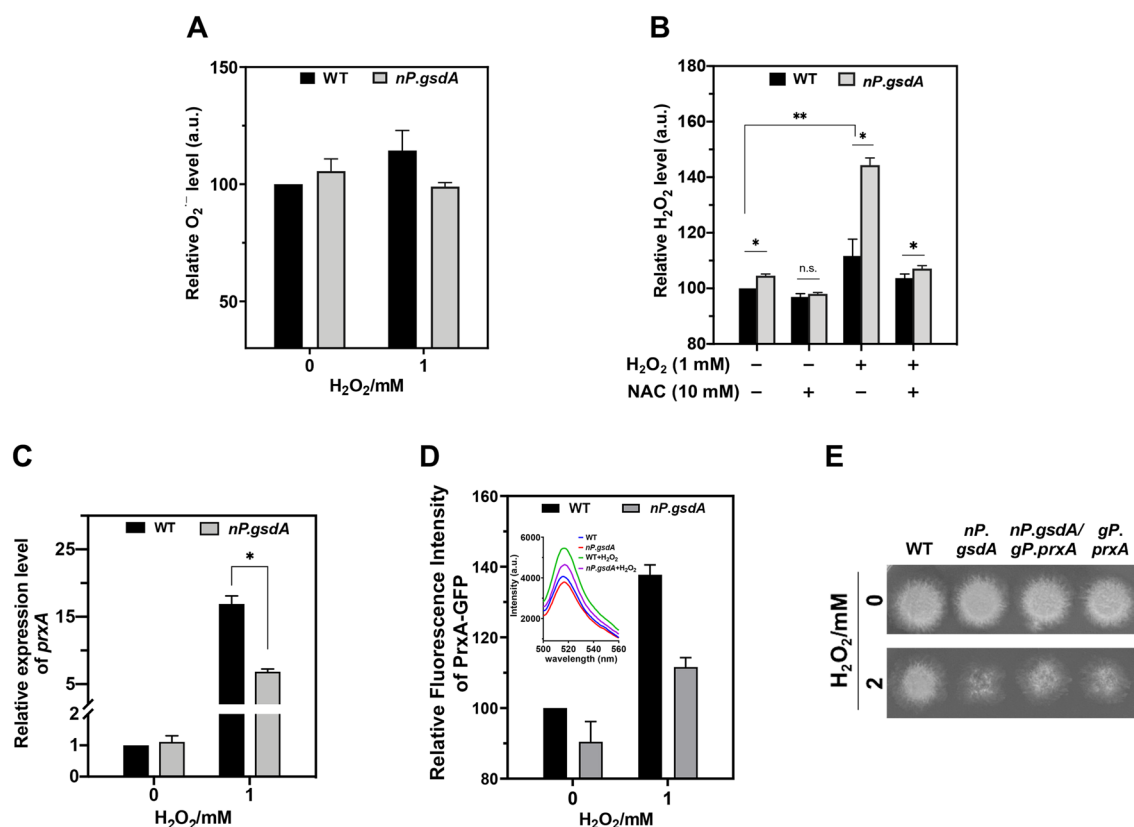 A
Relative O₂·⁻ level (a.u.)
150
100
50
WT
nP.gsdA
0
1
H₂O₂/mM
B
Relative H₂O₂ level (a.u.)
180
160
140
120
100
80
WT
nP.gsdA
**
*
n.s.
*
*
H₂O₂ (1 mM) – – + +
NAC (10 mM) – + – +
C
Relative expression level
of prxA
25
15
5
2
1
0
WT
nP.gsdA
*
0
1
H₂O₂/mM
D
Relative Fluorescence Intensity
of PrxA-GFP
160
140
120
100
80
WT
nP.gsdA
Intensity (a.u.)
6000
4000
2000
WT
nP.gsdA
WT+H₂O₂
nP.gsdA+H₂O₂
500 520 540 560
wavelength (nm)
0
1
H₂O₂/mM
E
WT
nP.
gsdA
nP.gsdA/
gP.prxA
gP.
prxA
H₂O₂/mM
0
2